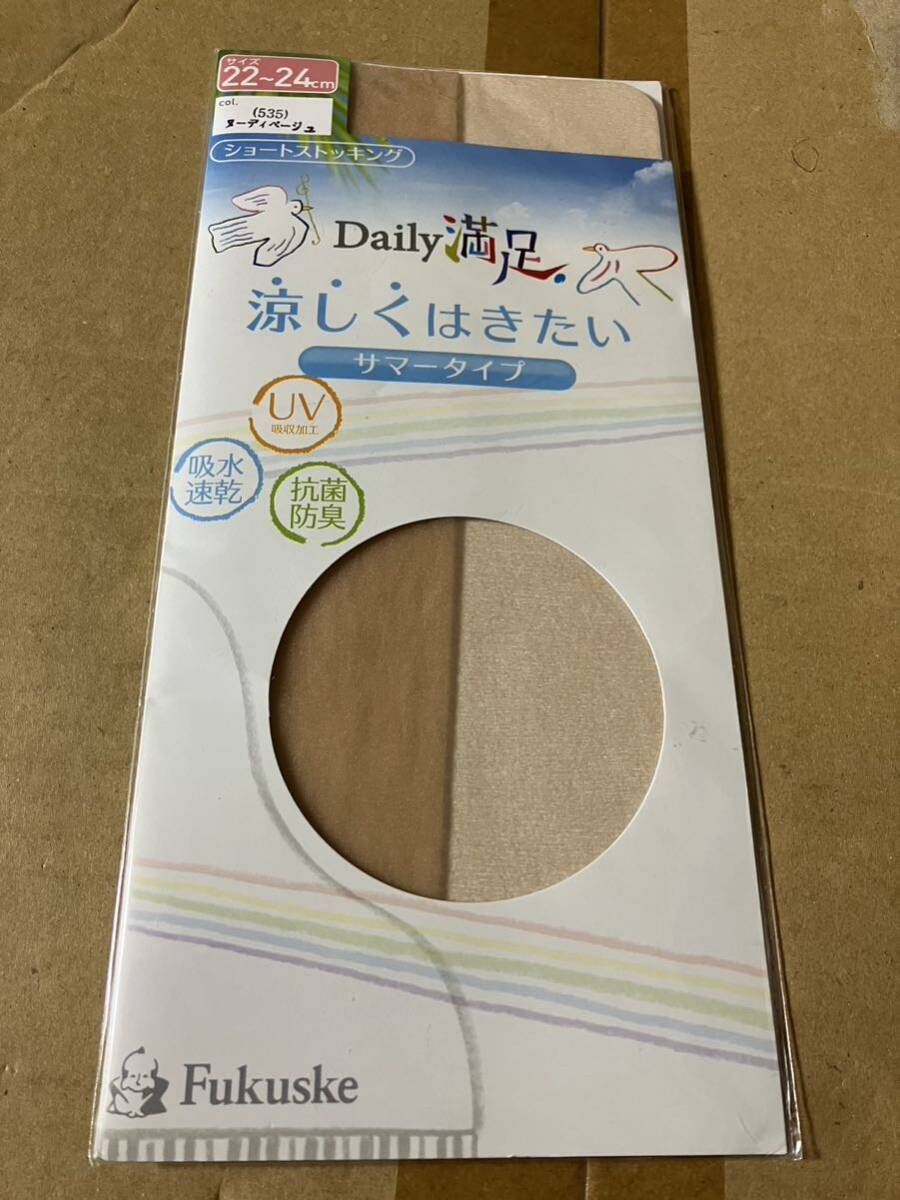 サイズ
22~24cm
col.
(535)
ヌーディベージュ
ショートストッキング
Daily満足
涼しくはきたい
サマータイプ
UV
吸収加工
吸水
速乾
抗菌
防臭
Fukuske